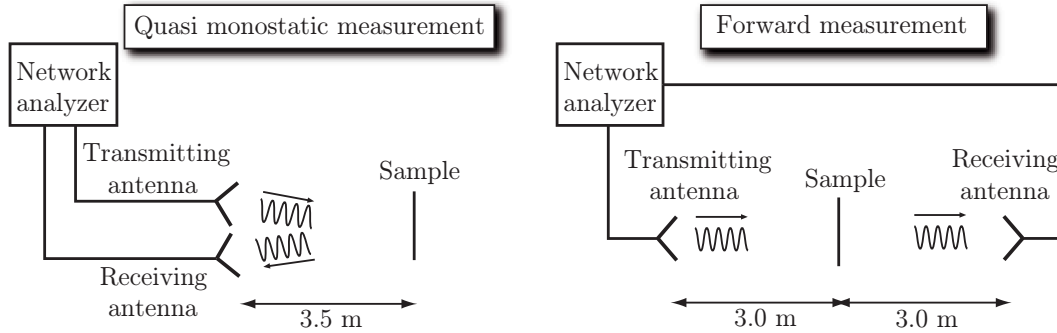 Quasi monostatic measurement
Network
analyzer
Transmitting
antenna
Sample
Receiving
antenna
3.5 m
Forward measurement
Network
analyzer
Transmitting
antenna
Sample
Receiving
antenna
3.0 m
3.0 m